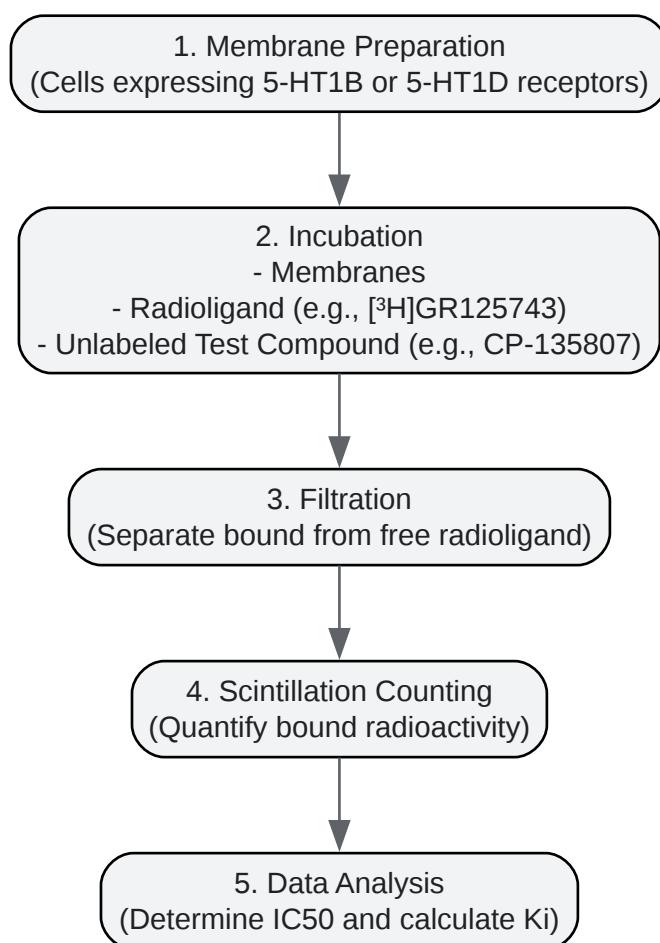 1. Membrane Preparation
(Cells expressing 5-HT1B or 5-HT1D receptors)
2. Incubation
- Membranes
- Radioligand (e.g., [³H]GR125743)
- Unlabeled Test Compound (e.g., CP-135807)
3. Filtration
(Separate bound from free radioligand)
4. Scintillation Counting
(Quantify bound radioactivity)
5. Data Analysis
(Determine IC50 and calculate Ki)